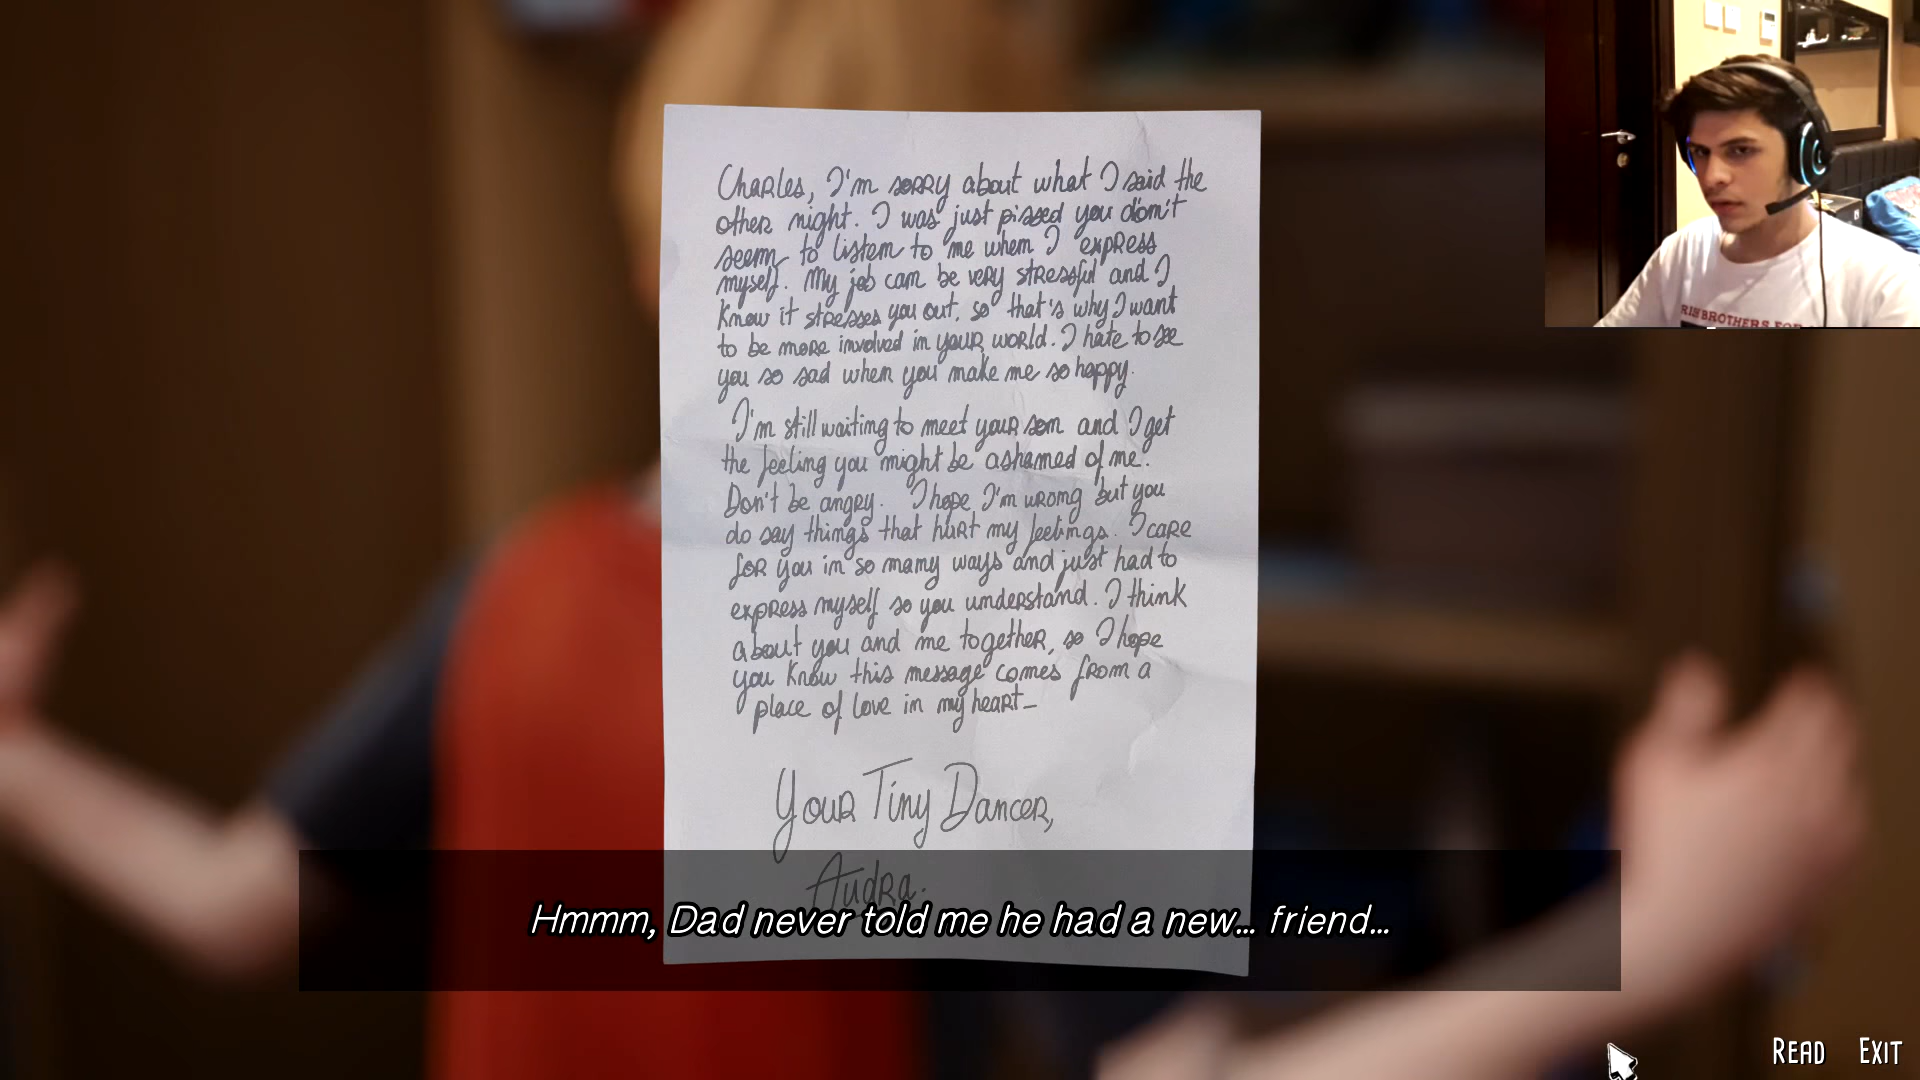 Charles, I'm sorry about what I said the
other night. I was just pissed you don't
seem to listen to me when I express
myself. My job can be very stressful and I
know it stresses you out, so that's why I want
to be more involved in your world. I hate to see
you so sad when you make me so happy.
I'm still waiting to meet your son and I get
the feeling you might be ashamed of me.
Don't be angry. I hope I'm wrong but you
do say things that hurt my feelings. I care
for you in so many ways and just had to
express myself so you understand. I think
about you and me together, so I hope
you know this message comes from a
place of love in my heart_
Your Tiny Dancer,
Audra.
Hmmm, Dad never told me he had a new... friend...
BROTHERS FOR
READ EXIT